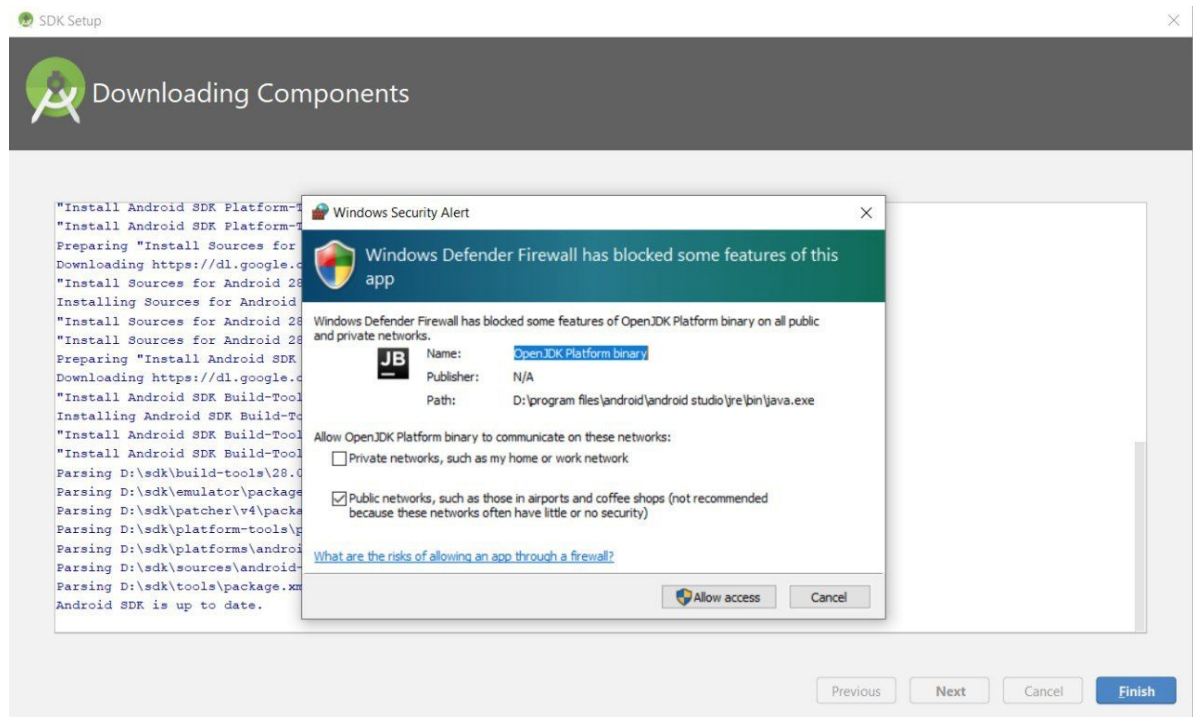 SDK Setup
Downloading Components
"Install Android SDK Platform-T
"Install Android SDK Platform-T
Preparing "Install Sources for
Downloading https://dl.google.c
"Install Sources for Android 28
Installing Sources for Android
"Install Sources for Android 28
"Install Sources for Android 28
Preparing "Install Android SDK
Downloading https://dl.google.c
"Install Android SDK Build-Tool
Installing Android SDK Build-To
"Install Android SDK Build-Tool
"Install Android SDK Build-Tool
Parsing D:\sdk\build-tools\28.0
Parsing D:\sdk\emulator\package
Parsing D:\sdk\patcher\v4\packa
Parsing D:\sdk\platform-tools\p
Parsing D:\sdk\platforms\androi
Parsing D:\sdk\sources\android-
Parsing D:\sdk\tools\package.xm
Android SDK is up to date.
Windows Security Alert
Windows Defender Firewall has blocked some features of this
app
Windows Defender Firewall has blocked some features of OpenJDK Platform binary on all public
and private networks.
JB
Name: OpenJDK Platform binary
Publisher: N/A
Path: D:\program files\android\android studio\jre\bin\java.exe
Allow OpenJDK Platform binary to communicate on these networks:
Private networks, such as my home or work network
Public networks, such as those in airports and coffee shops (not recommended
because these networks often have little or no security)
What are the risks of allowing an app through a firewall?
Allow access Cancel
Previous Next Cancel Finish